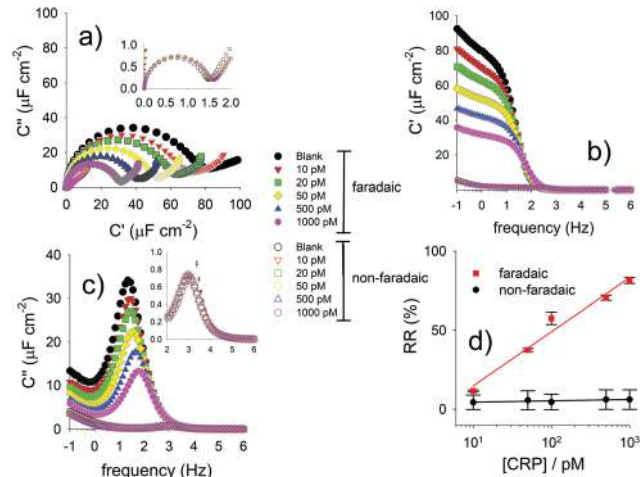 a)
C'' (μF cm⁻²)
40
30
20
10
0
0 20 40 60 80 100
C' (μF cm⁻²)
1.0
0.5
0.0
0.0 0.5 1.0 1.5 2.0
b)
C' (μF cm⁻²)
100
80
60
40
20
-1 0 1 2 3 4 5 5 6
frequency (Hz)
Blank
10 pM
20 pM
50 pM
500 pM
1000 pM
faradaic
Blank
10 pM
20 pM
50 pM
500 pM
1000 pM
non-faradaic
c)
C'' (μF cm⁻²)
40
30
20
10
0
-1 0 1 2 3 4 5 6
frequency (Hz)
1.0
0.8
0.6
0.4
0.2
0.0
2 3 4 5 6
d)
RR (%)
100
50
0
faradaic
non-faradaic
10¹ 10² 10³
[CRP] / pM